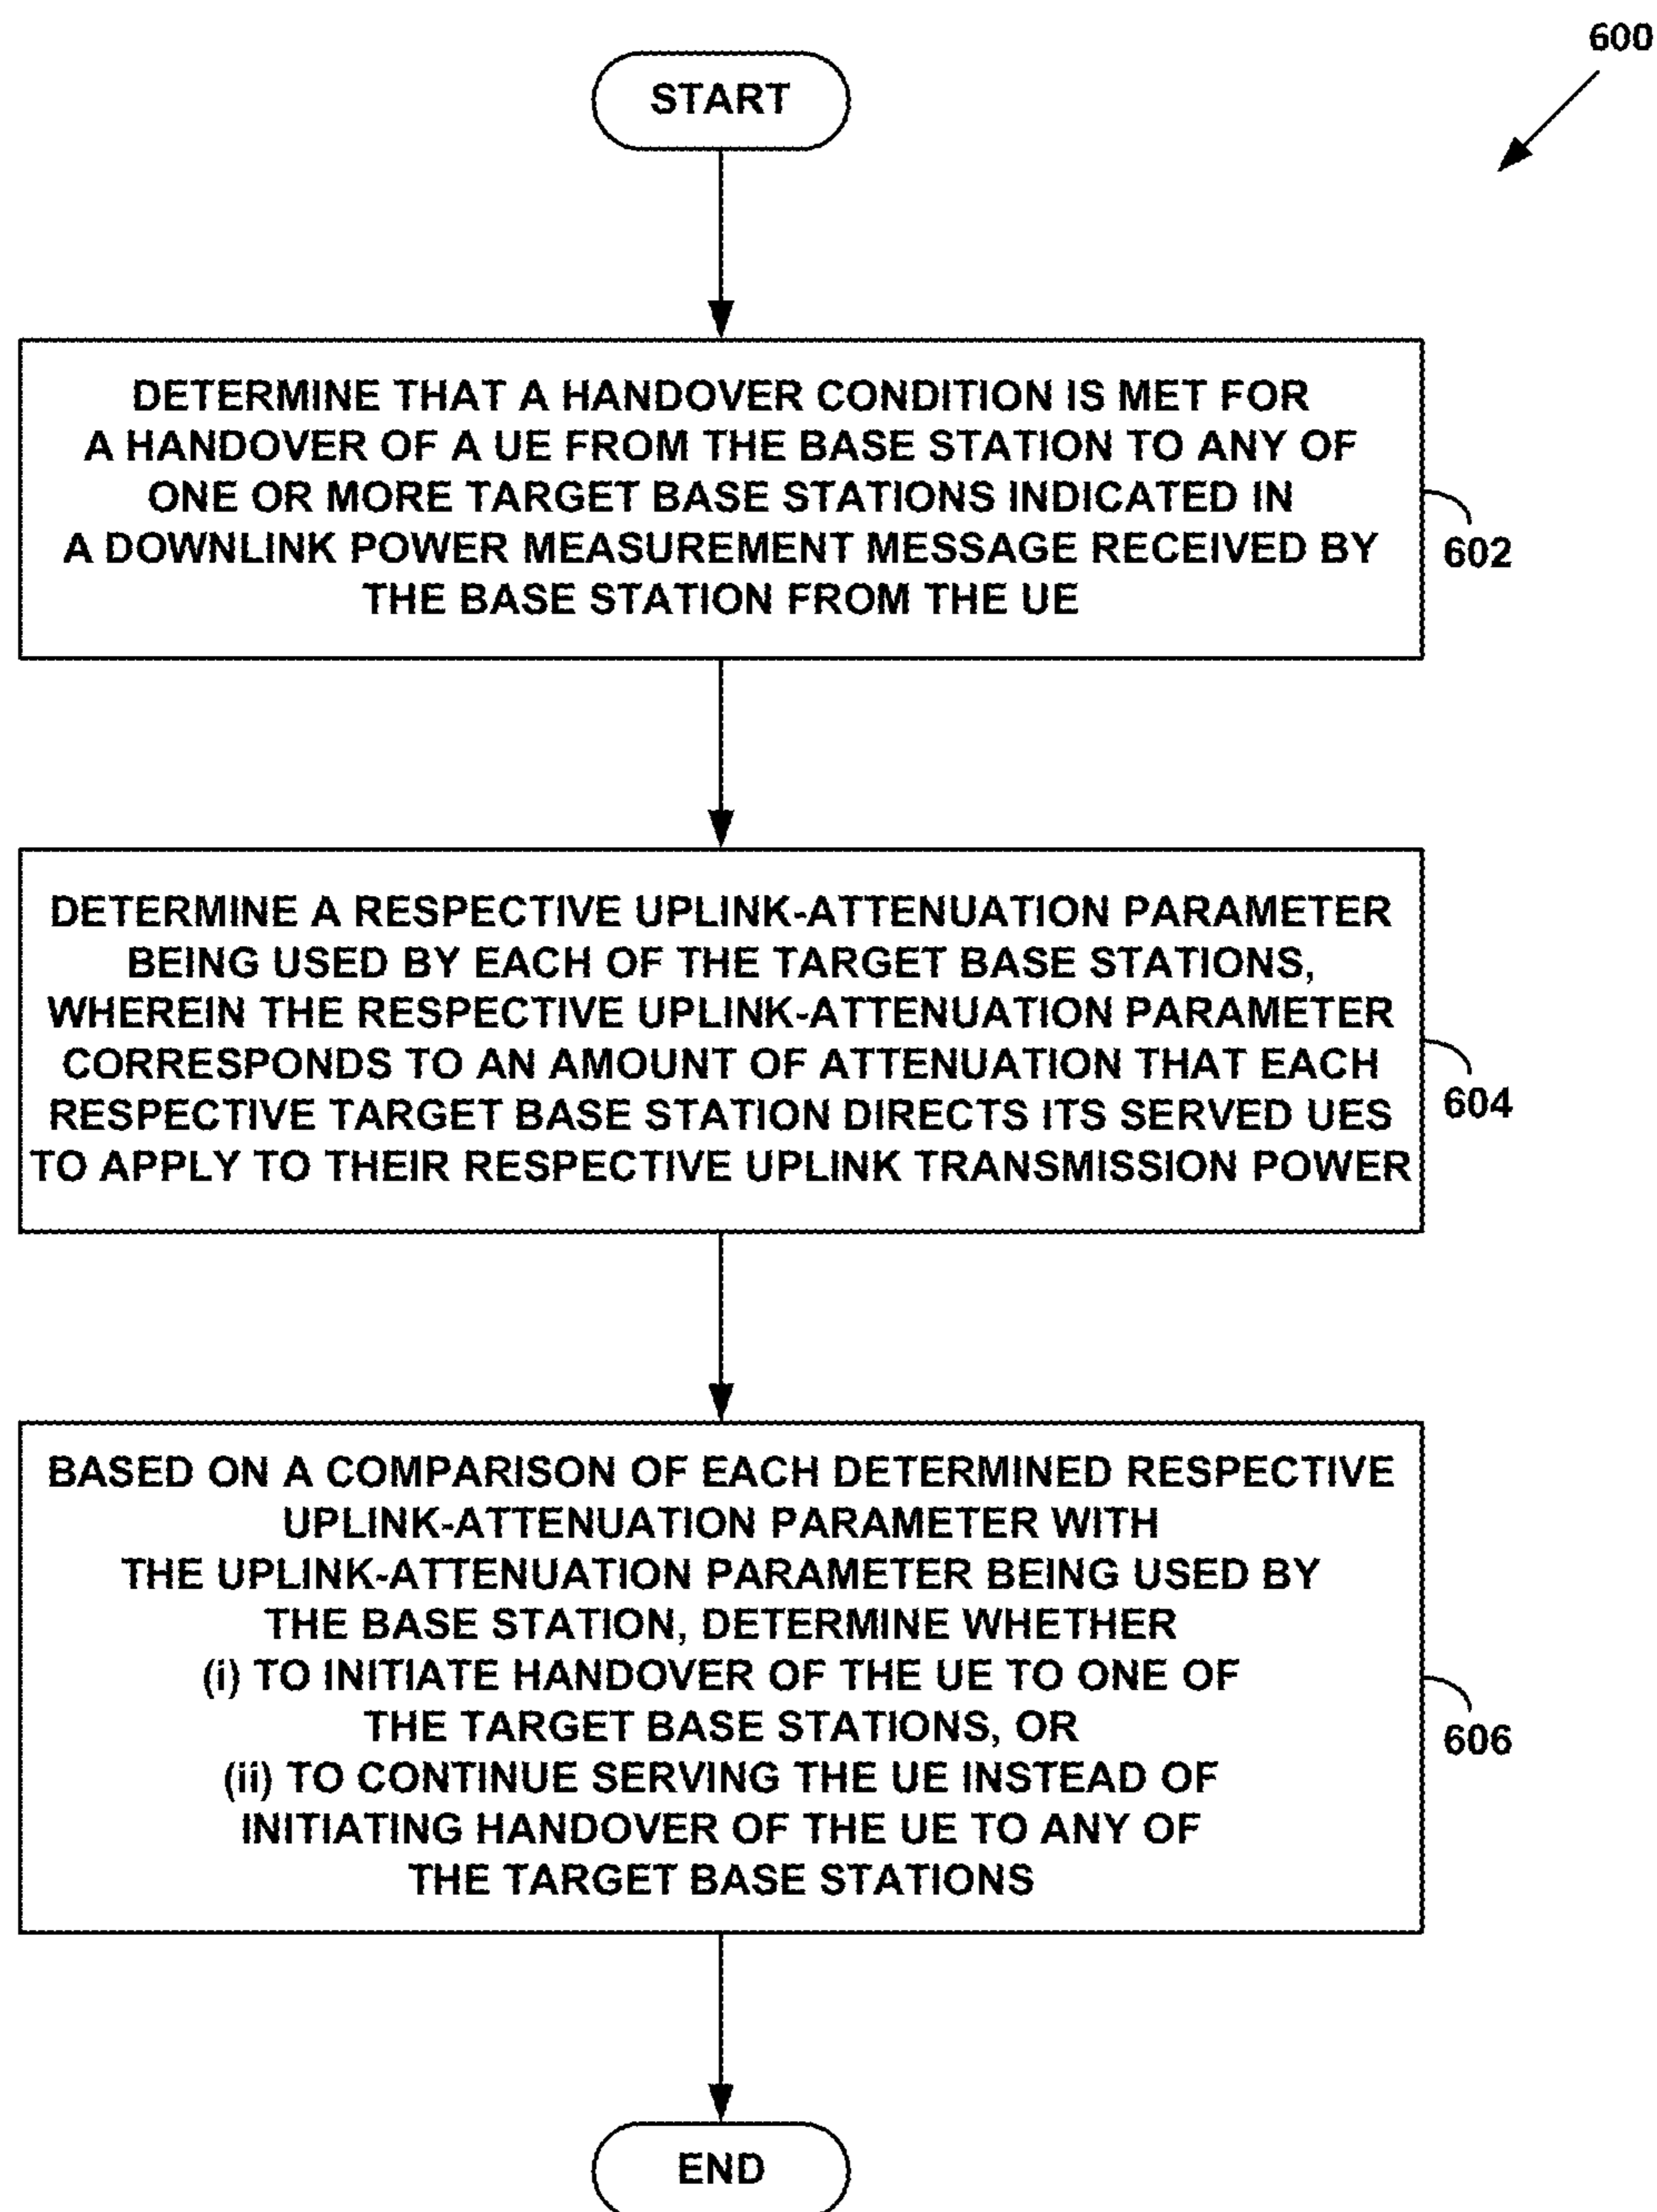 600
START
DETERMINE THAT A HANDOVER CONDITION IS MET FOR
A HANDOVER OF A UE FROM THE BASE STATION TO ANY OF
ONE OR MORE TARGET BASE STATIONS INDICATED IN
A DOWNLINK POWER MEASUREMENT MESSAGE RECEIVED BY
THE BASE STATION FROM THE UE
602
DETERMINE A RESPECTIVE UPLINK-ATTENUATION PARAMETER
BEING USED BY EACH OF THE TARGET BASE STATIONS,
WHEREIN THE RESPECTIVE UPLINK-ATTENUATION PARAMETER
CORRESPONDS TO AN AMOUNT OF ATTENUATION THAT EACH
RESPECTIVE TARGET BASE STATION DIRECTS ITS SERVED UES
TO APPLY TO THEIR RESPECTIVE UPLINK TRANSMISSION POWER
604
BASED ON A COMPARISON OF EACH DETERMINED RESPECTIVE
UPLINK-ATTENUATION PARAMETER WITH
THE UPLINK-ATTENUATION PARAMETER BEING USED BY
THE BASE STATION, DETERMINE WHETHER
(i) TO INITIATE HANDOVER OF THE UE TO ONE OF
THE TARGET BASE STATIONS, OR
(ii) TO CONTINUE SERVING THE UE INSTEAD OF
INITIATING HANDOVER OF THE UE TO ANY OF
THE TARGET BASE STATIONS
606
END